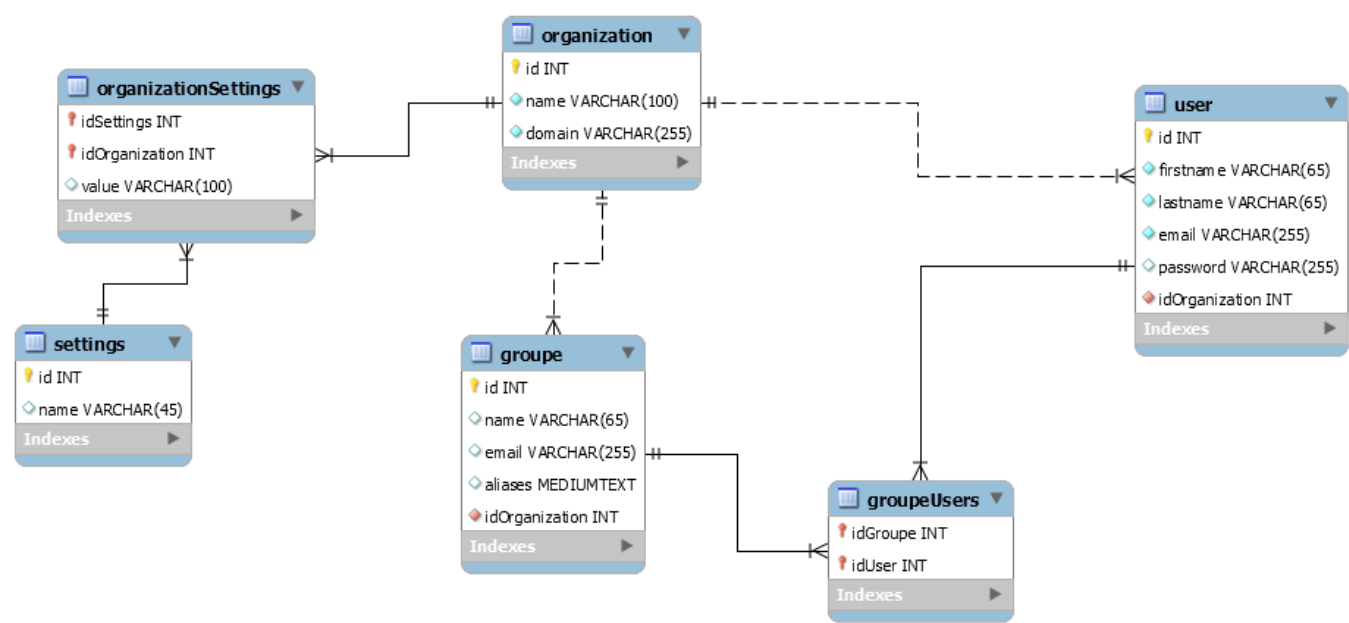 organization
id INT
name VARCHAR(100)
domain VARCHAR(255)
Indexes
organizationSettings
idSettings INT
idOrganization INT
value VARCHAR(100)
Indexes
user
id INT
firstname VARCHAR(65)
lastname VARCHAR(65)
email VARCHAR(255)
password VARCHAR(255)
idOrganization INT
Indexes
settings
id INT
name VARCHAR(45)
Indexes
groupe
id INT
name VARCHAR(65)
email VARCHAR(255)
aliases MEDIUMTEXT
idOrganization INT
Indexes
groupeUsers
idGroupe INT
idUser INT
Indexes